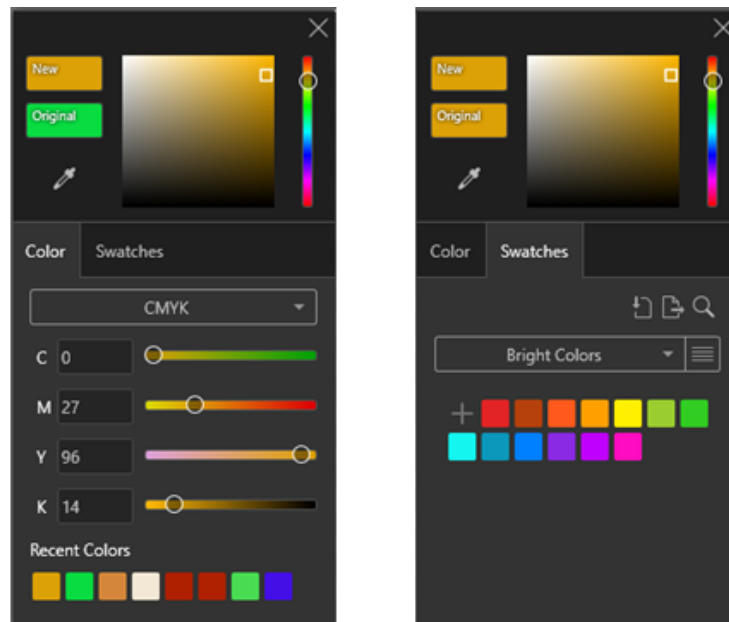 New
Original
Color Swatches
CMYK
C 0
M 27
Y 96
K 14
Recent Colors
New
Original
Color Swatches
Bright Colors